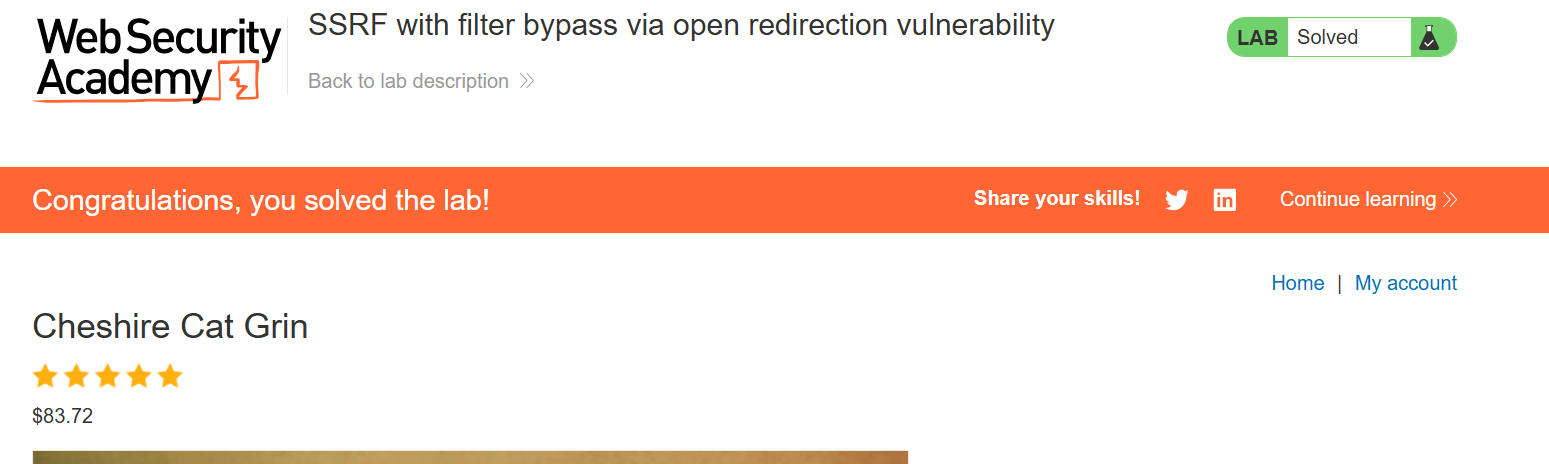 Web Security
Academy
SSRF with filter bypass via open redirection vulnerability
Back to lab description
LAB Solved
Congratulations, you solved the lab!
Share your skills!
Continue learning
Home | My account
Cheshire Cat Grin
$83.72